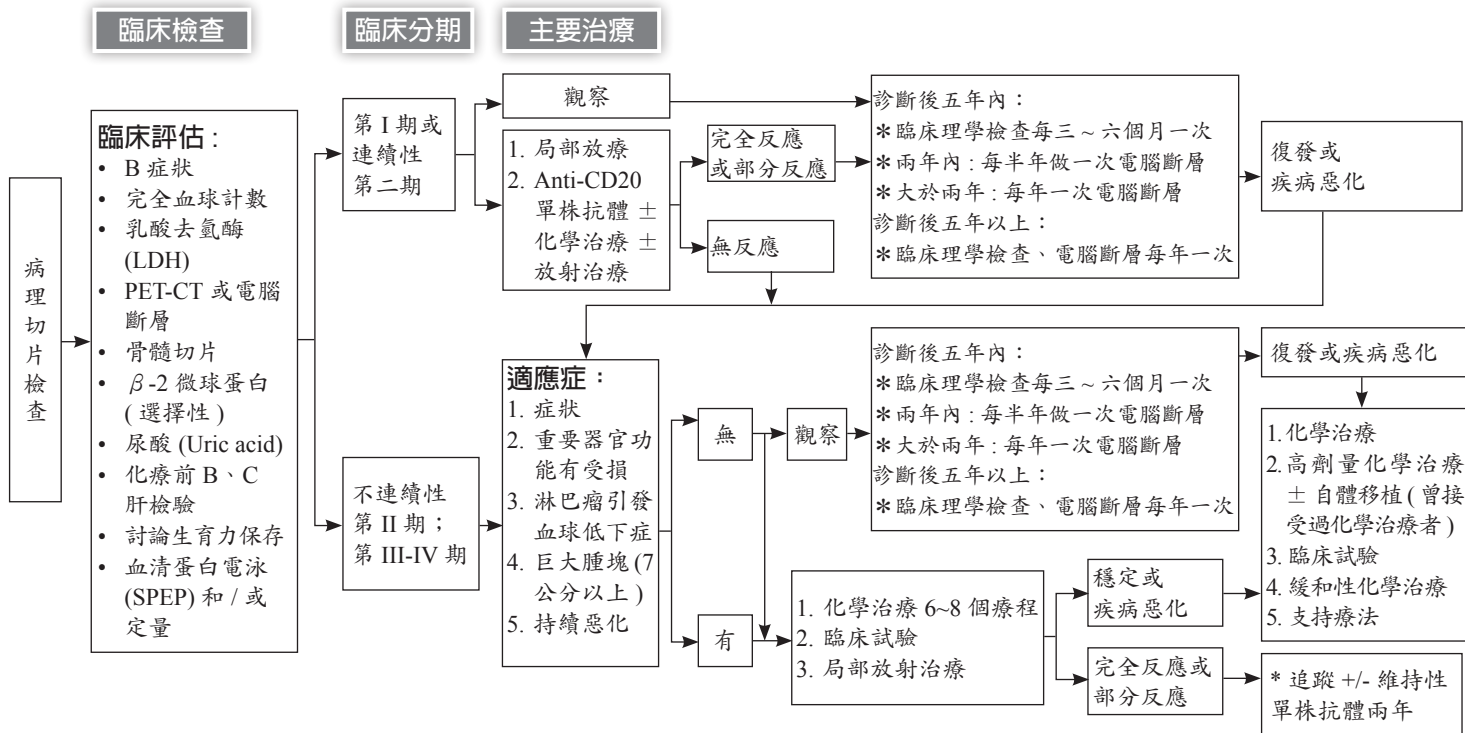 臨床檢查
臨床分期
主要治療
病
理
切
片
檢
查
臨床評估：
• B 症狀
• 完全血球計數
• 乳酸去氫酶
(LDH)
• PET-CT 或電腦
斷層
• 骨髓切片
• β-2 微球蛋白
( 選擇性 )
• 尿酸 (Uric acid)
• 化療前 B、C
肝檢驗
• 討論生育力保存
• 血清蛋白電泳
(SPEP) 和 / 或
定量
第 I 期或
連續性
第二期
觀察
1. 局部放療
2. Anti-CD20
單株抗體 ±
化學治療 ±
放射治療
完全反應
或部分反應
無反應
診斷後五年內：
＊臨床理學檢查每三 ~ 六個月一次
＊兩年內 : 每半年做一次電腦斷層
＊大於兩年 : 每年一次電腦斷層
診斷後五年以上：
＊臨床理學檢查、電腦斷層每年一次
復發或
疾病惡化
不連續性
第 II 期；
第 III-IV 期
適應症：
1. 症狀
2. 重要器官功
能有受損
3. 淋巴瘤引發
血球低下症
4. 巨大腫塊 (7
公分以上 )
5. 持續惡化
無
觀察
診斷後五年內：
＊臨床理學檢查每三 ~ 六個月一次
＊兩年內 : 每半年做一次電腦斷層
＊大於兩年 : 每年一次電腦斷層
診斷後五年以上：
＊臨床理學檢查、電腦斷層每年一次
復發或疾病惡化
有
1. 化學治療 6~8 個療程
2. 臨床試驗
3. 局部放射治療
穩定或
疾病惡化
1.化學治療
2.高劑量化學治療
± 自體移植 ( 曾接
受過化學治療者 )
3. 臨床試驗
4. 緩和性化學治療
5. 支持療法
完全反應或
部分反應
* 追蹤 +/- 維持性
單株抗體兩年